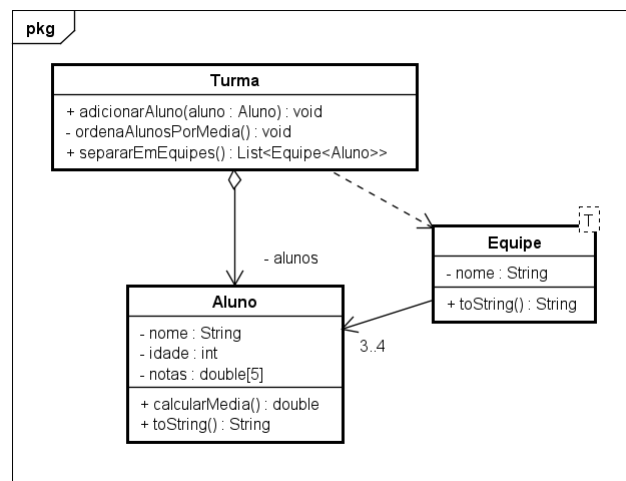 pkg
Turma
+ adicionarAluno(aluno : Aluno) : void
- ordenaAlunosPorMedia() : void
+ separarEmEquipes() : List<Equipe<Aluno>>
T
Equipe
- nome : String
+ toString() : String
- alunos
Aluno
- nome : String
- idade : int
- notas : double[5]
+ calcularMedia() : double
+ toString() : String
3..4